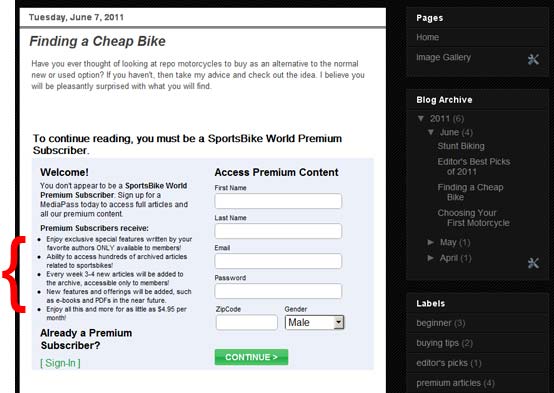 Tuesday, June 7, 2011
Finding a Cheap Bike
Have you ever thought of looking at repo motorcycles to buy as an alternative to the normal
new or used option? If you haven't, then take my advice and check out the idea. I believe you
will be pleasantly surprised with what you will find.
To continue reading, you must be a SportsBike World Premium
Subscriber.
Welcome!
You don't appear to be a SportsBike World
Premium Subscriber. Sign up for a
MediaPass today to access full articles and
all our premium content.
Premium Subscribers receive:
Enjoy exclusive special features written by your
favorite authors ONLY available to members!
Ability to access hundreds of archived articles
related to sportsbikes!
Every week 3-4 new articles will be added to
the archive, accessible only to members!
New features and offerings will be added, such
as e-books and PDFs in the near future.
Enjoy all this and more for as little as $4.95 per
month!
Already a Premium
Subscriber?
[ Sign-In ]
Access Premium Content
First Name
Last Name
Email
Password
ZipCode Gender
Male
CONTINUE >
Pages
Home
Image Gallery
Blog Archive
▼ 2011 (6)
▼ June (4)
Stunt Biking
Editor's Best Picks
of 2011
Finding a Cheap
Bike
Choosing Your
First Motorcycle
► May (1)
► April (1)
Labels
beginner (3)
buying tips (2)
editor's picks (1)
premium articles (4)